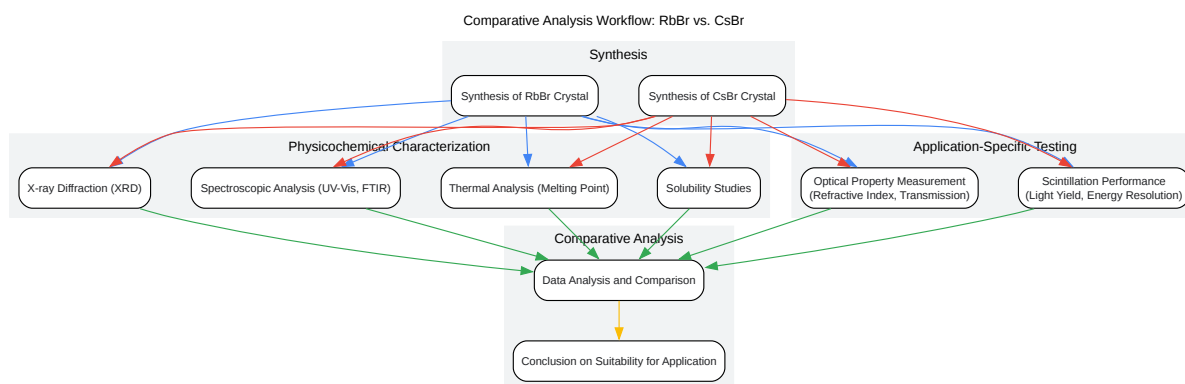 Comparative Analysis Workflow: RbBr vs. CsBr
Synthesis
Synthesis of RbBr Crystal
Synthesis of CsBr Crystal
Physicochemical Characterization
Application-Specific Testing
X-ray Diffraction (XRD)
Spectroscopic Analysis (UV-Vis, FTIR)
Thermal Analysis (Melting Point)
Solubility Studies
Optical Property Measurement
(Refractive Index, Transmission)
Scintillation Performance
(Light Yield, Energy Resolution)
Comparative Analysis
Data Analysis and Comparison
Conclusion on Suitability for Application